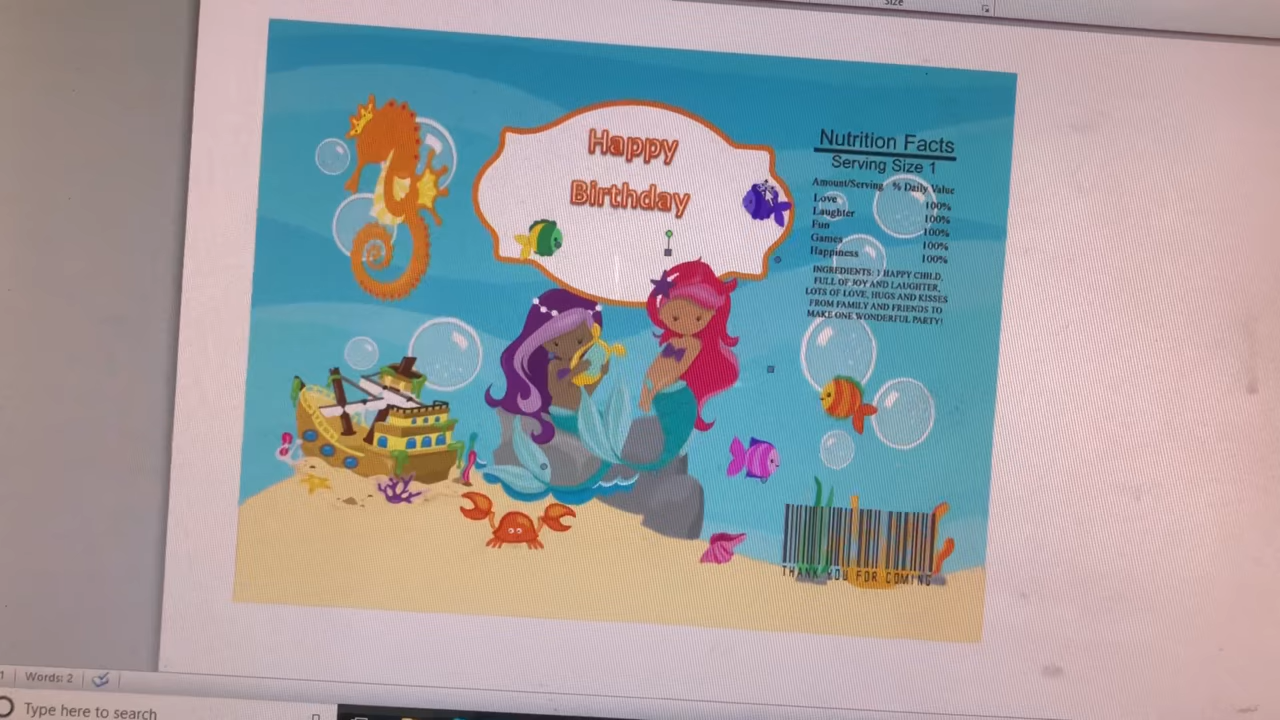 Size
Happy
Birthday
Nutrition Facts
Serving Size 1
Amount/Serving % Daily Value
Love 100%
Laughter 100%
Fun 100%
Games 100%
Happiness 100%
INGREDIENTS: 1 HAPPY CHILD,
FULL OF JOY AND LAUGHTER,
LOTS OF LOVE, HUGS AND KISSES
FROM FAMILY AND FRIENDS TO
MAKE ONE WONDERFUL PARTY!
THANK YOU FOR COMING
1 Words: 2
Type here to search